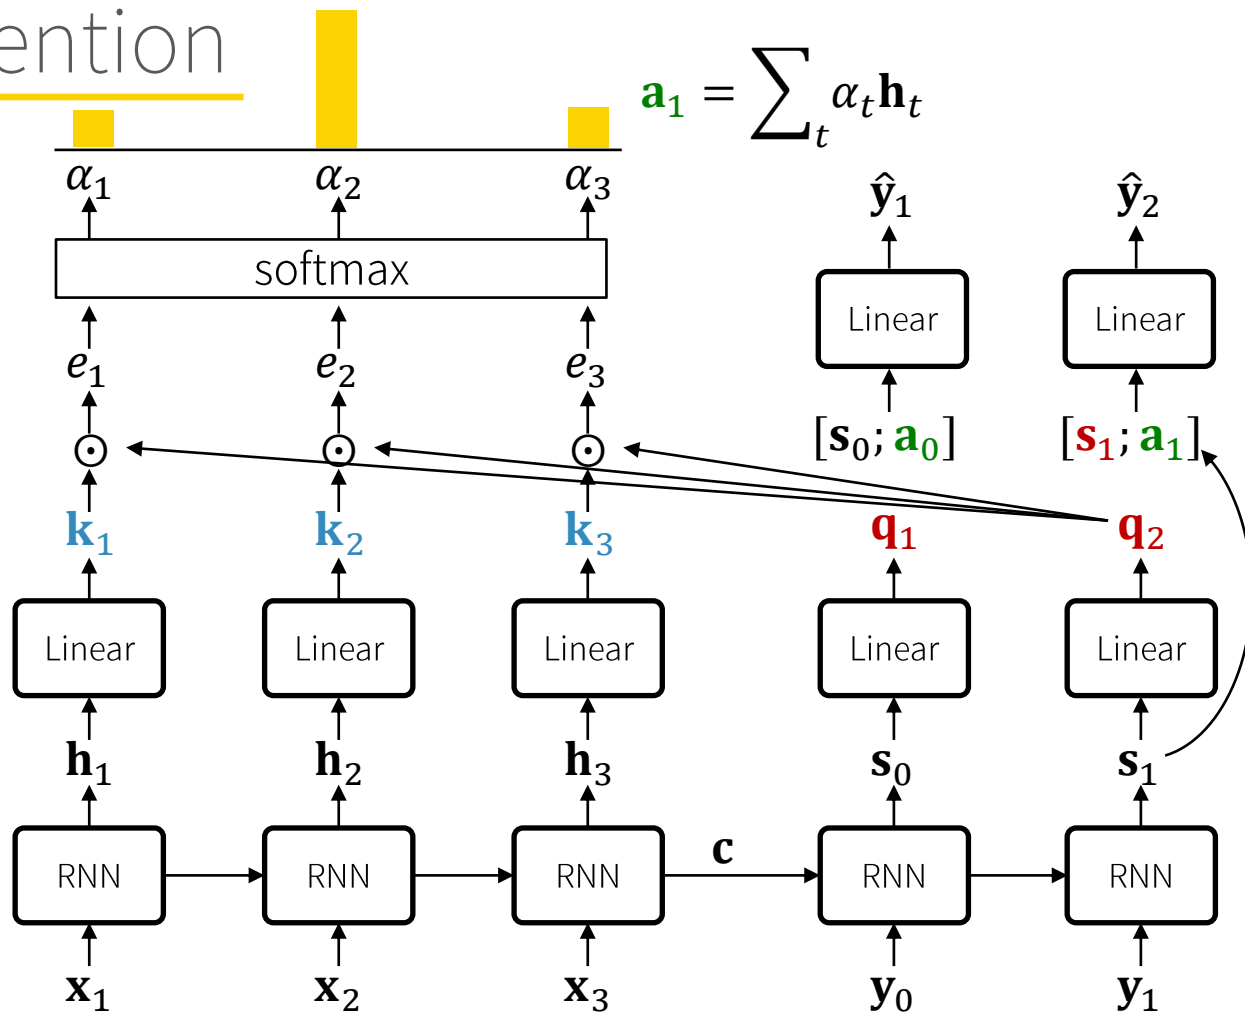 ention
𝐚₁ = ∑ₜ αₜ𝐡ₜ
α₁ α₂ α₃
ŷ₁ ŷ₂
softmax
Linear Linear
e₁ e₂ e₃
[s₀; a₀] [s₁; a₁]
⊙ ⊙ ⊙
k₁ k₂ k₃ q₁ q₂
Linear Linear Linear Linear Linear
h₁ h₂ h₃ s₀ s₁
c
RNN RNN RNN RNN RNN
x₁ x₂ x₃ y₀ y₁